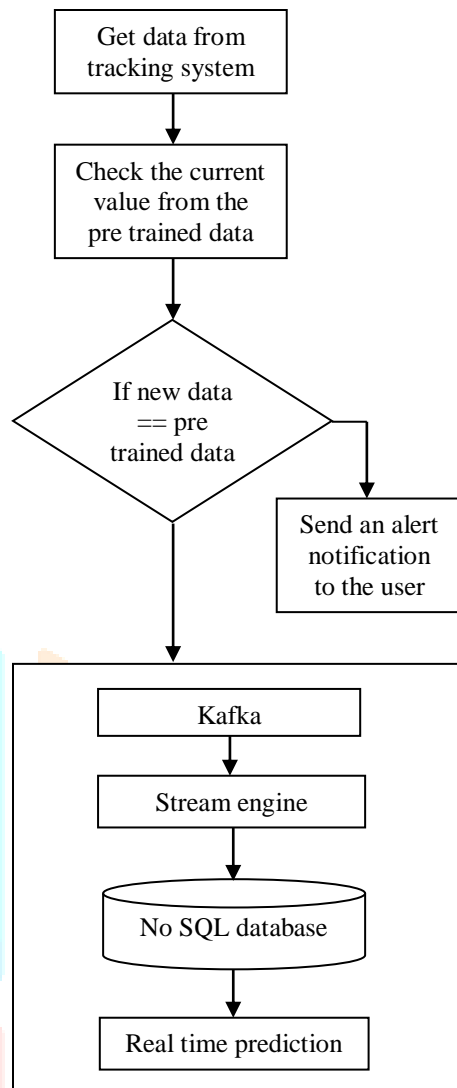 Get data from
tracking system
Check the current
value from the
pre trained data
If new data
== pre
trained data
Send an alert
notification
to the user
Kafka
Stream engine
No SQL database
Real time prediction